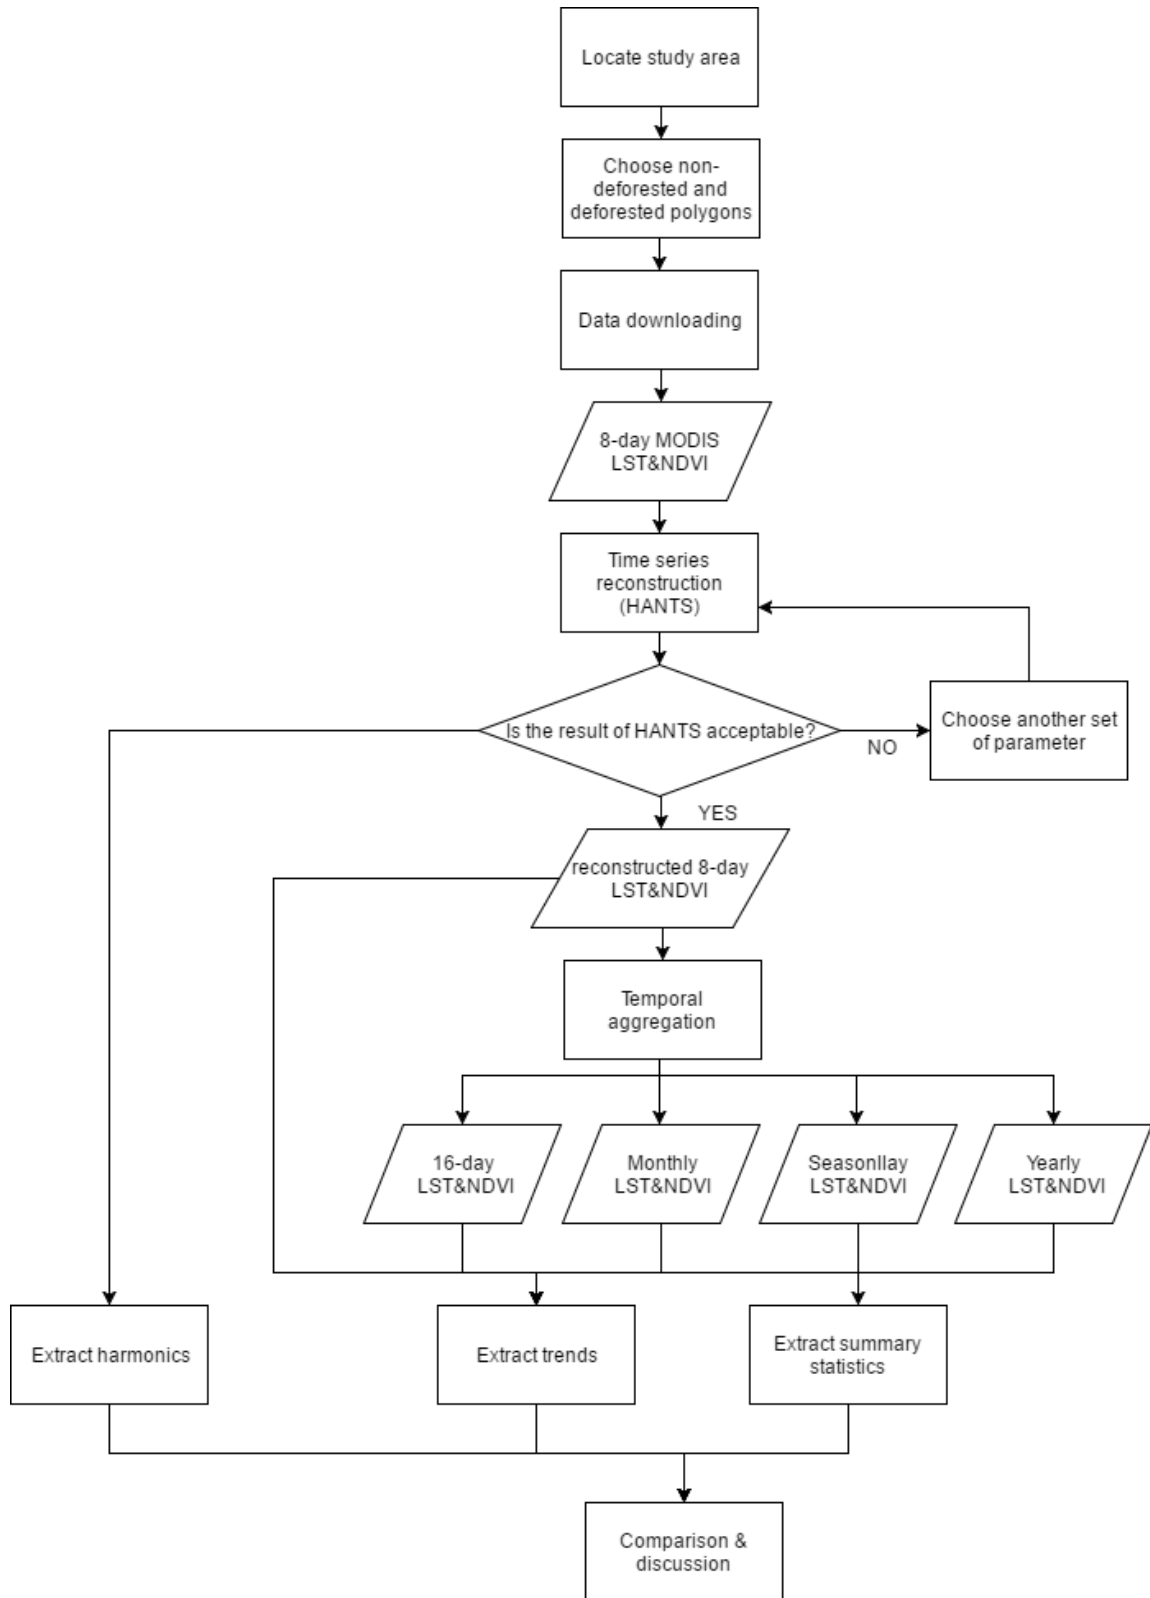 Locate study area
Choose non-
deforested and
deforested polygons
Data downloading
8-day MODIS
LST&NDVI
Time series
reconstruction
(HANTS)
Is the result of HANTS acceptable?
NO
Choose another set
of parameter
YES
reconstructed 8-day
LST&NDVI
Temporal
aggregation
16-day
LST&NDVI
Monthly
LST&NDVI
Seasonllay
LST&NDVI
Yearly
LST&NDVI
Extract harmonics
Extract trends
Extract summary
statistics
Comparison &
discussion